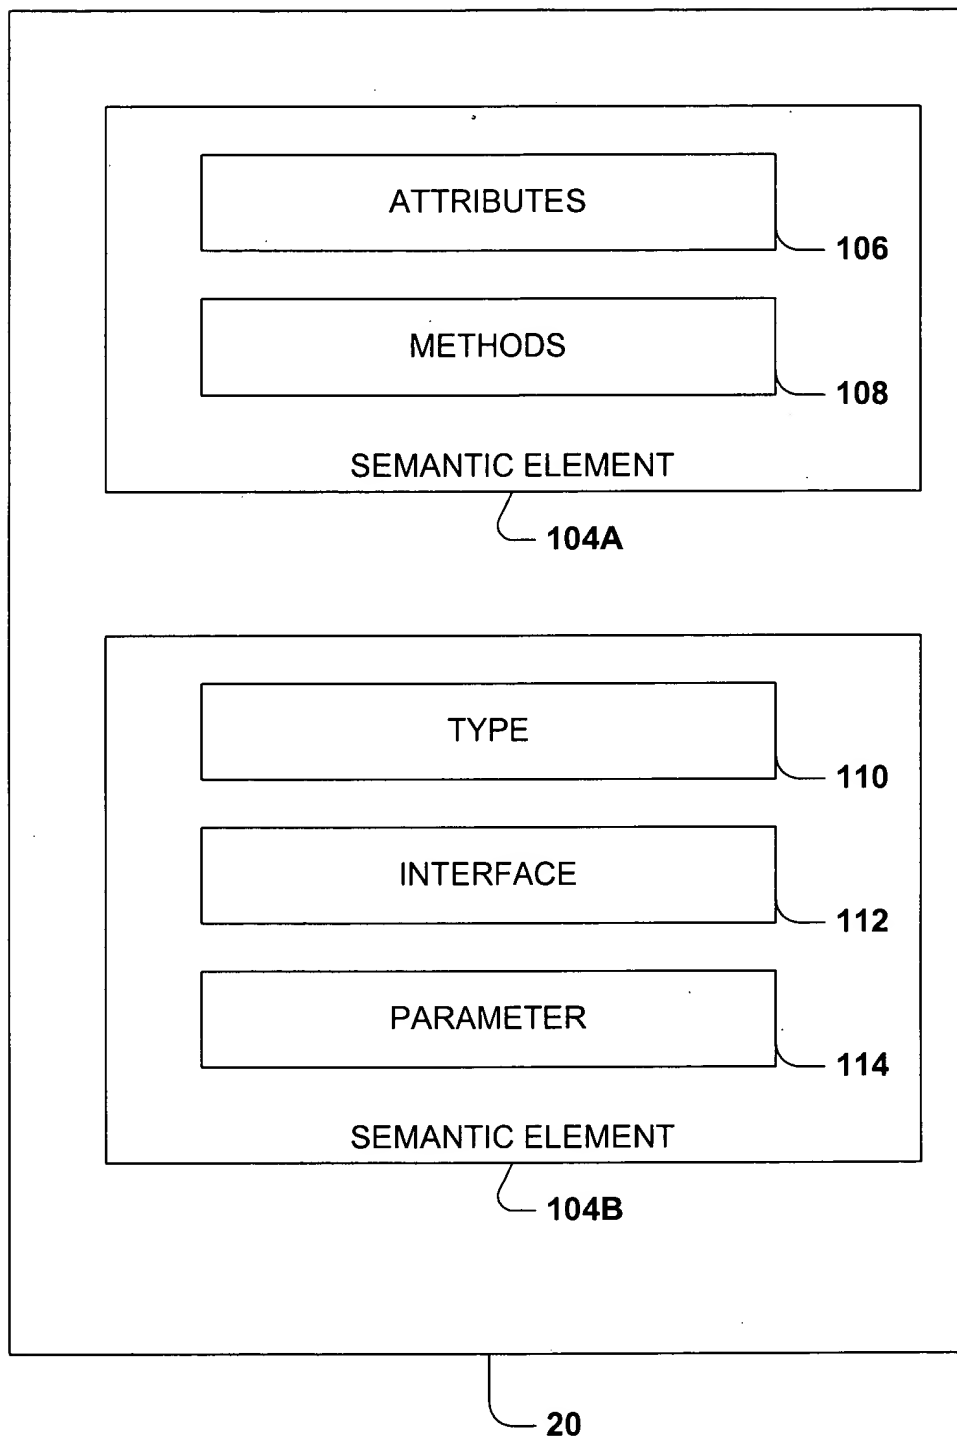 ATTRIBUTES
106
METHODS
108
SEMANTIC ELEMENT
104A
TYPE
110
INTERFACE
112
PARAMETER
114
SEMANTIC ELEMENT
104B
20